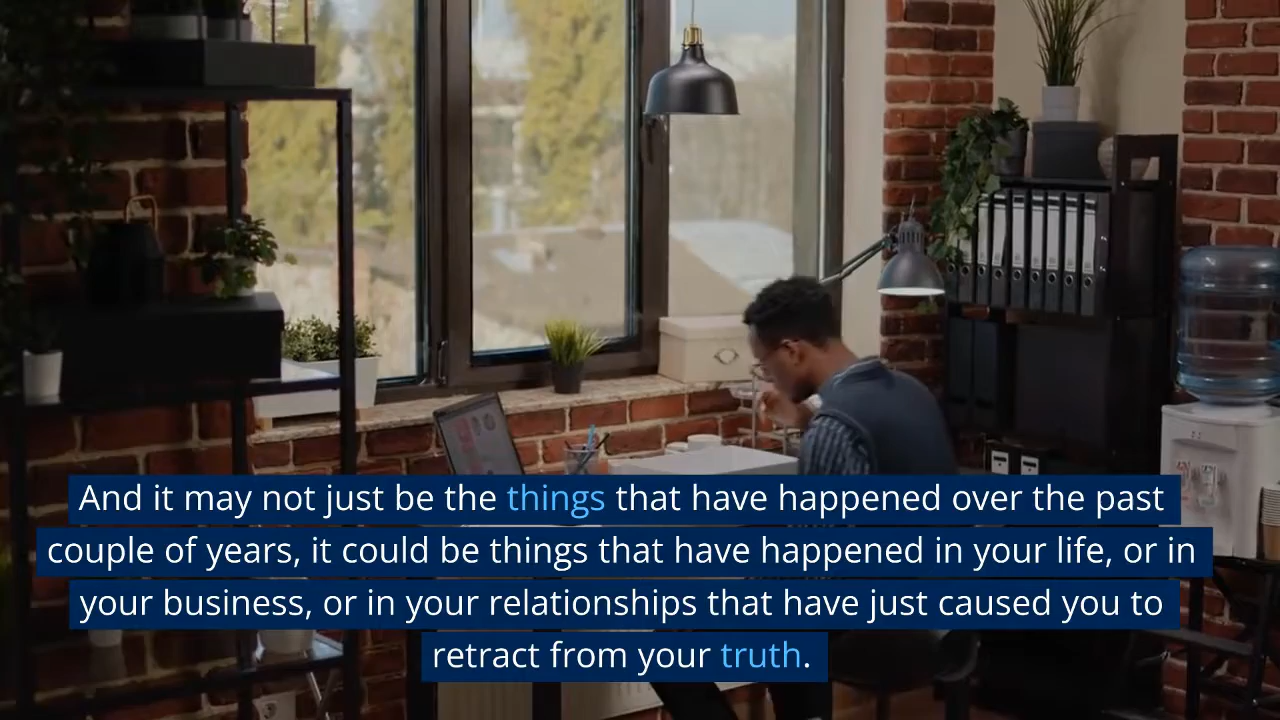 And it may not just be the things that have happened over the past
couple of years, it could be things that have happened in your life, or in
your business, or in your relationships that have just caused you to
retract from your truth.